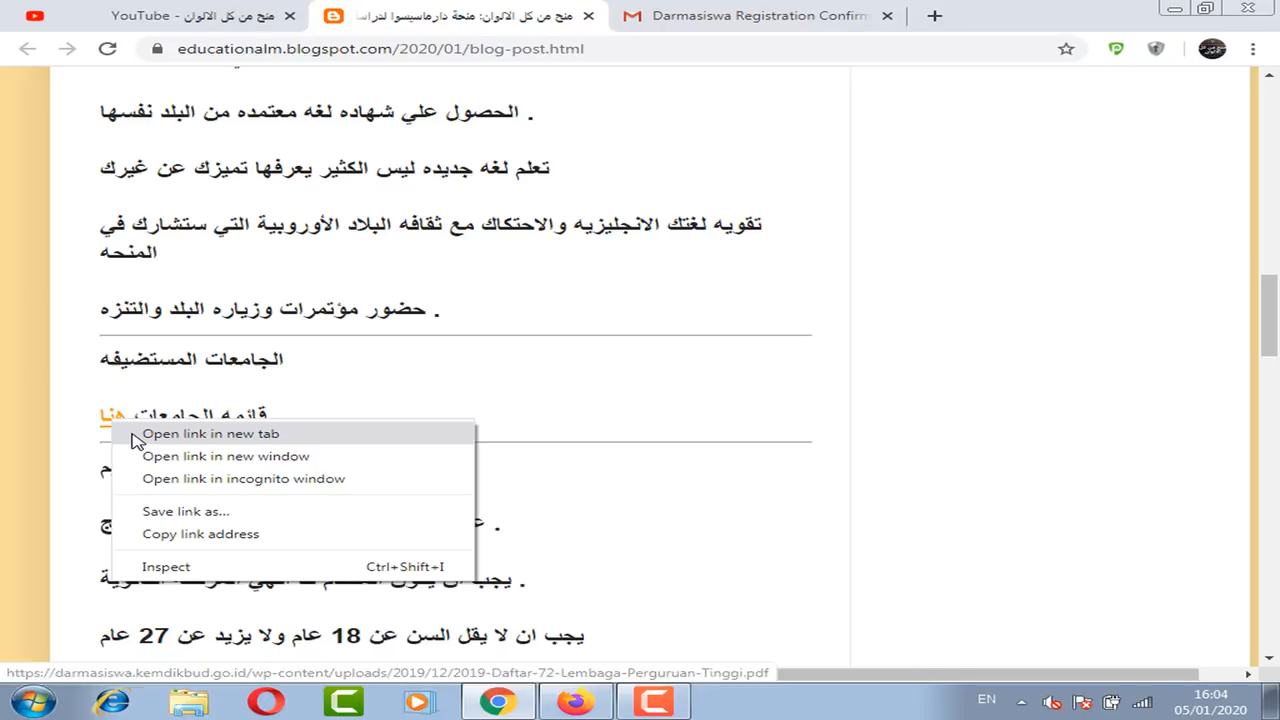 YouTube - منح من كل الالوان
منح من كل الالوان: منحة دارماسيسوا لدراسا
Darmasiswa Registration Confirm
educationalm.blogspot.com/2020/01/blog-post.html
الحصول علي شهاده لغه معتمده من البلد نفسها .
تعلم لغه جديده ليس الكثير يعرفها تميزك عن غيرك
تقويه لغتك الانجليزيه والاحتكاك مع ثقافه البلاد الأوروبية التي ستشارك في
المنحه
حضور مؤتمرات وزياره البلد والتنزه .
الجامعات المستضيفه
قائمه الجامعات هنا
Open link in new tab
Open link in new window
Open link in incognito window
Save link as...
Copy link address
Inspect Ctrl+Shift+I
يجب ان لا يقل السن عن 18 عام ولا يزيد عن 27 عام
https://darmasiswa.kemdikbud.go.id/wp-content/uploads/2019/12/2019-Daftar-72-Lembaga-Perguruan-Tinggi.pdf
EN
16:04
05/01/2020